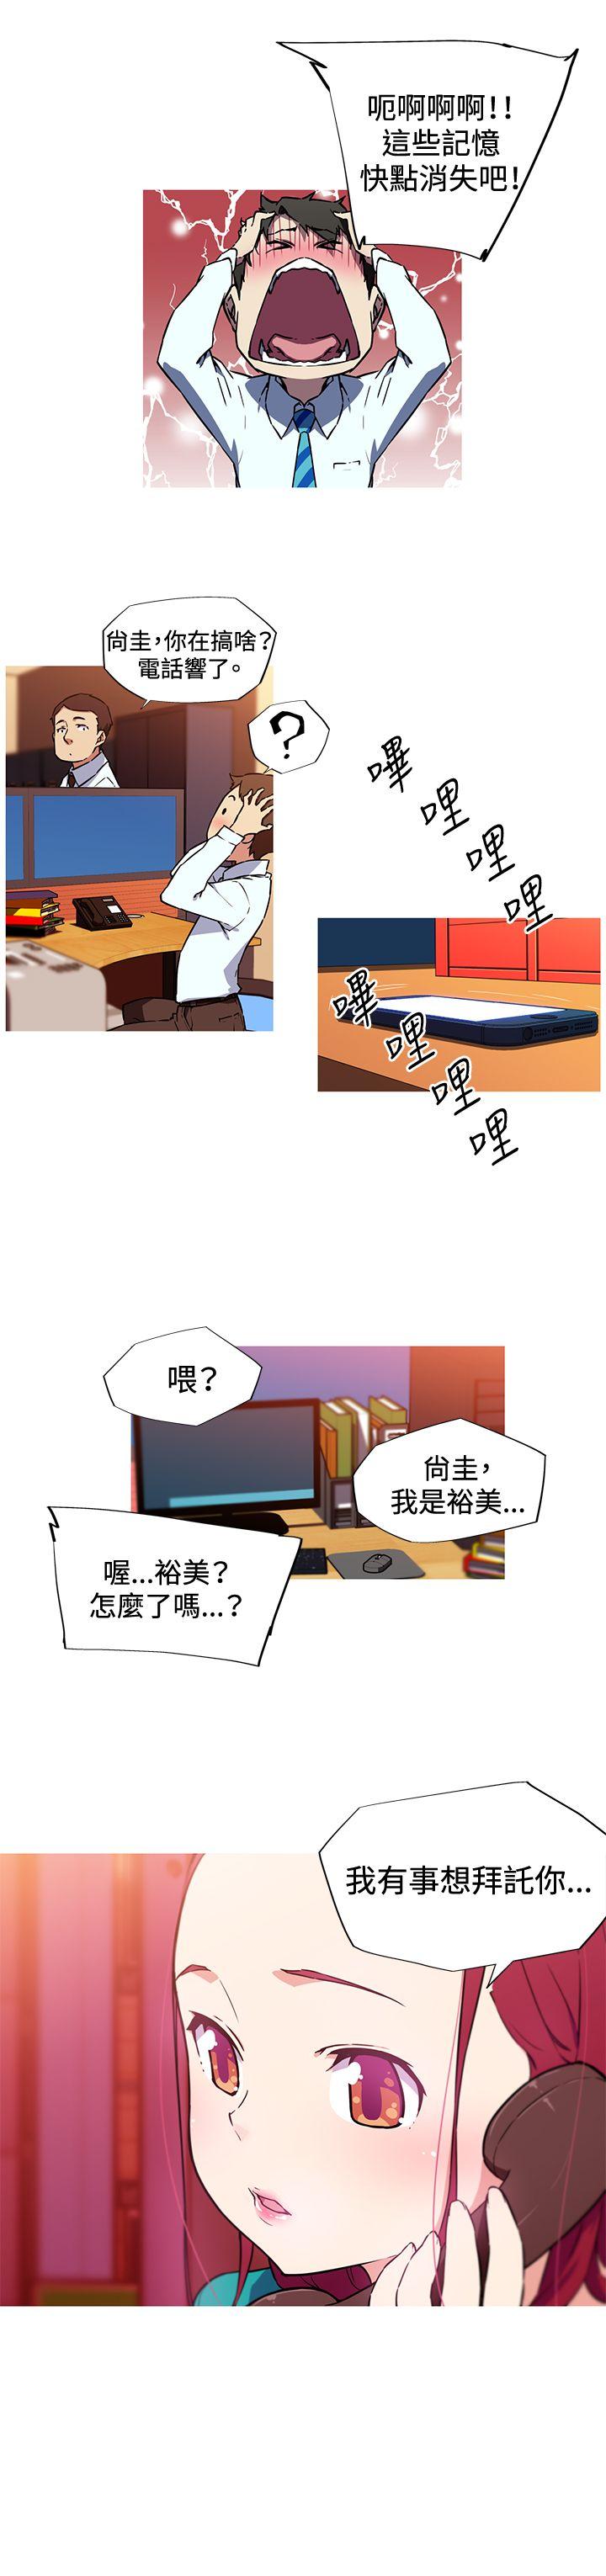 呃啊啊啊！！
這些記憶
快點消失吧！
尙圭，你在搞啥？
電話響了。
？
嗶
哩
哩
哩
嗶
哩
哩
哩
喂？
尙圭，
我是裕美…
喔…裕美？
怎麼了嗎…？
我有事想拜託你…